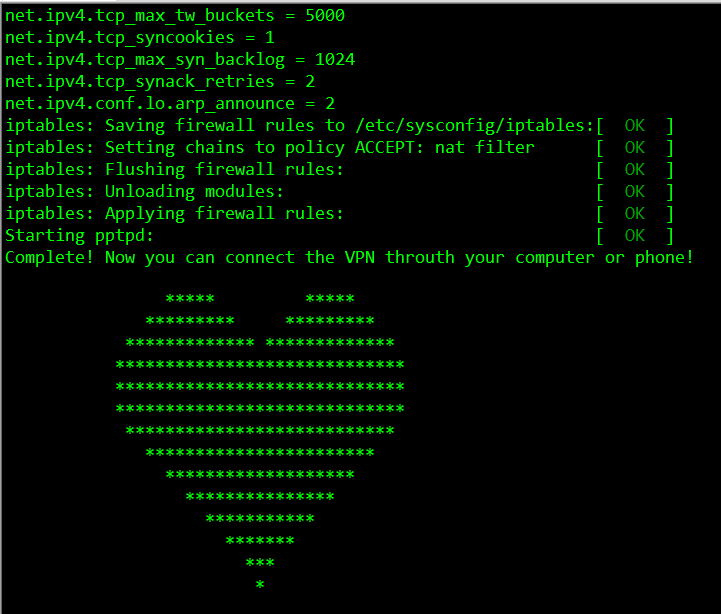 net.ipv4.tcp_max_tw_buckets = 5000
net.ipv4.tcp_syncookies = 1
net.ipv4.tcp_max_syn_backlog = 1024
net.ipv4.tcp_synack_retries = 2
net.ipv4.conf.lo.arp_announce = 2
iptables: Saving firewall rules to /etc/sysconfig/iptables:[  OK  ]
iptables: Setting chains to policy ACCEPT: nat filter      [  OK  ]
iptables: Flushing firewall rules:                         [  OK  ]
iptables: Unloading modules:                               [  OK  ]
iptables: Applying firewall rules:                         [  OK  ]
Starting pptpd:                                            [  OK  ]
Complete! Now you can connect the VPN throuth your computer or phone!

                *****         *****
              *********     *********
            ************* *************
           *****************************
           *****************************
           *****************************
            ***************************
              ***********************
                *******************
                  ***************
                    ***********
                      *******
                        ***
                         *